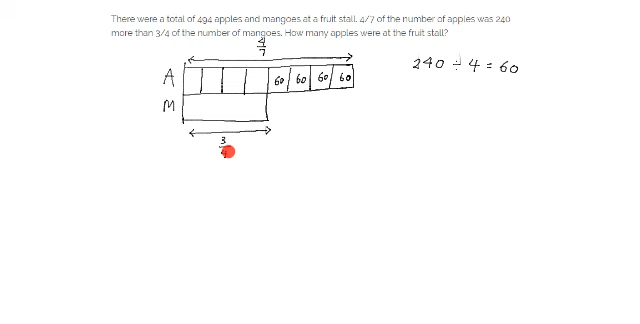 There were a total of 494 apples and mangoes at a fruit stall. 4/7 of the number of apples was 240
more than 3/4 of the number of mangoes. How many apples were at the fruit stall?
4/7
240 ÷ 4 = 60
A 60 60 60 60
M
3/4